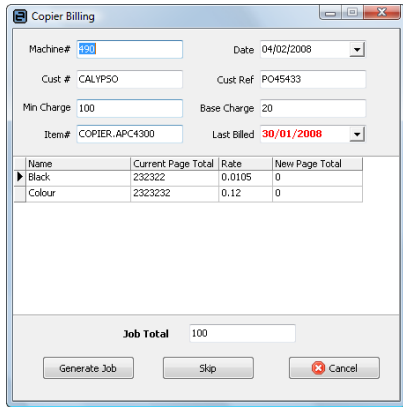 Copier Billing
Machine# 490 Date 04/02/2008
Cust # CALYPSO Cust Ref PO45433
Min Charge 100 Base Charge 20
Item# COPIER.APC4300 Last Billed 30/01/2008
Name Current Page Total Rate New Page Total
Black 232322 0.0105 0
Colour 2323232 0.12 0
Job Total 100
Generate Job Skip Cancel